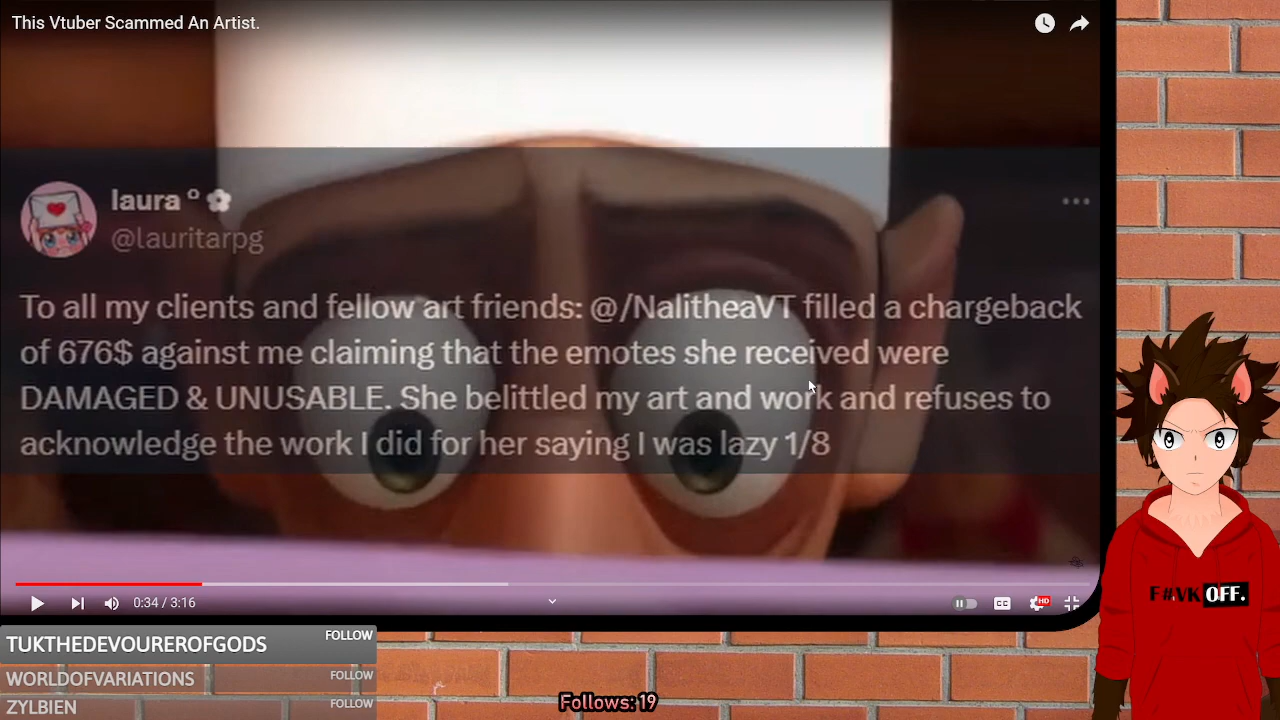 This Vtuber Scammed An Artist.
laura ° ✿
@lauritarpg
To all my clients and fellow art friends: @/NalitheaVT filled a chargeback
of 676$ against me claiming that the emotes she received were
DAMAGED & UNUSABLE. She belittled my art and work and refuses to
acknowledge the work I did for her saying I was lazy 1/8
0:34 / 3:16
CC
HD
F#VK OFF.
TUKTHEDEVOUREROFGODS FOLLOW
WORLDOFVARIATIONS FOLLOW
ZYLBIEN FOLLOW
Follows: 19